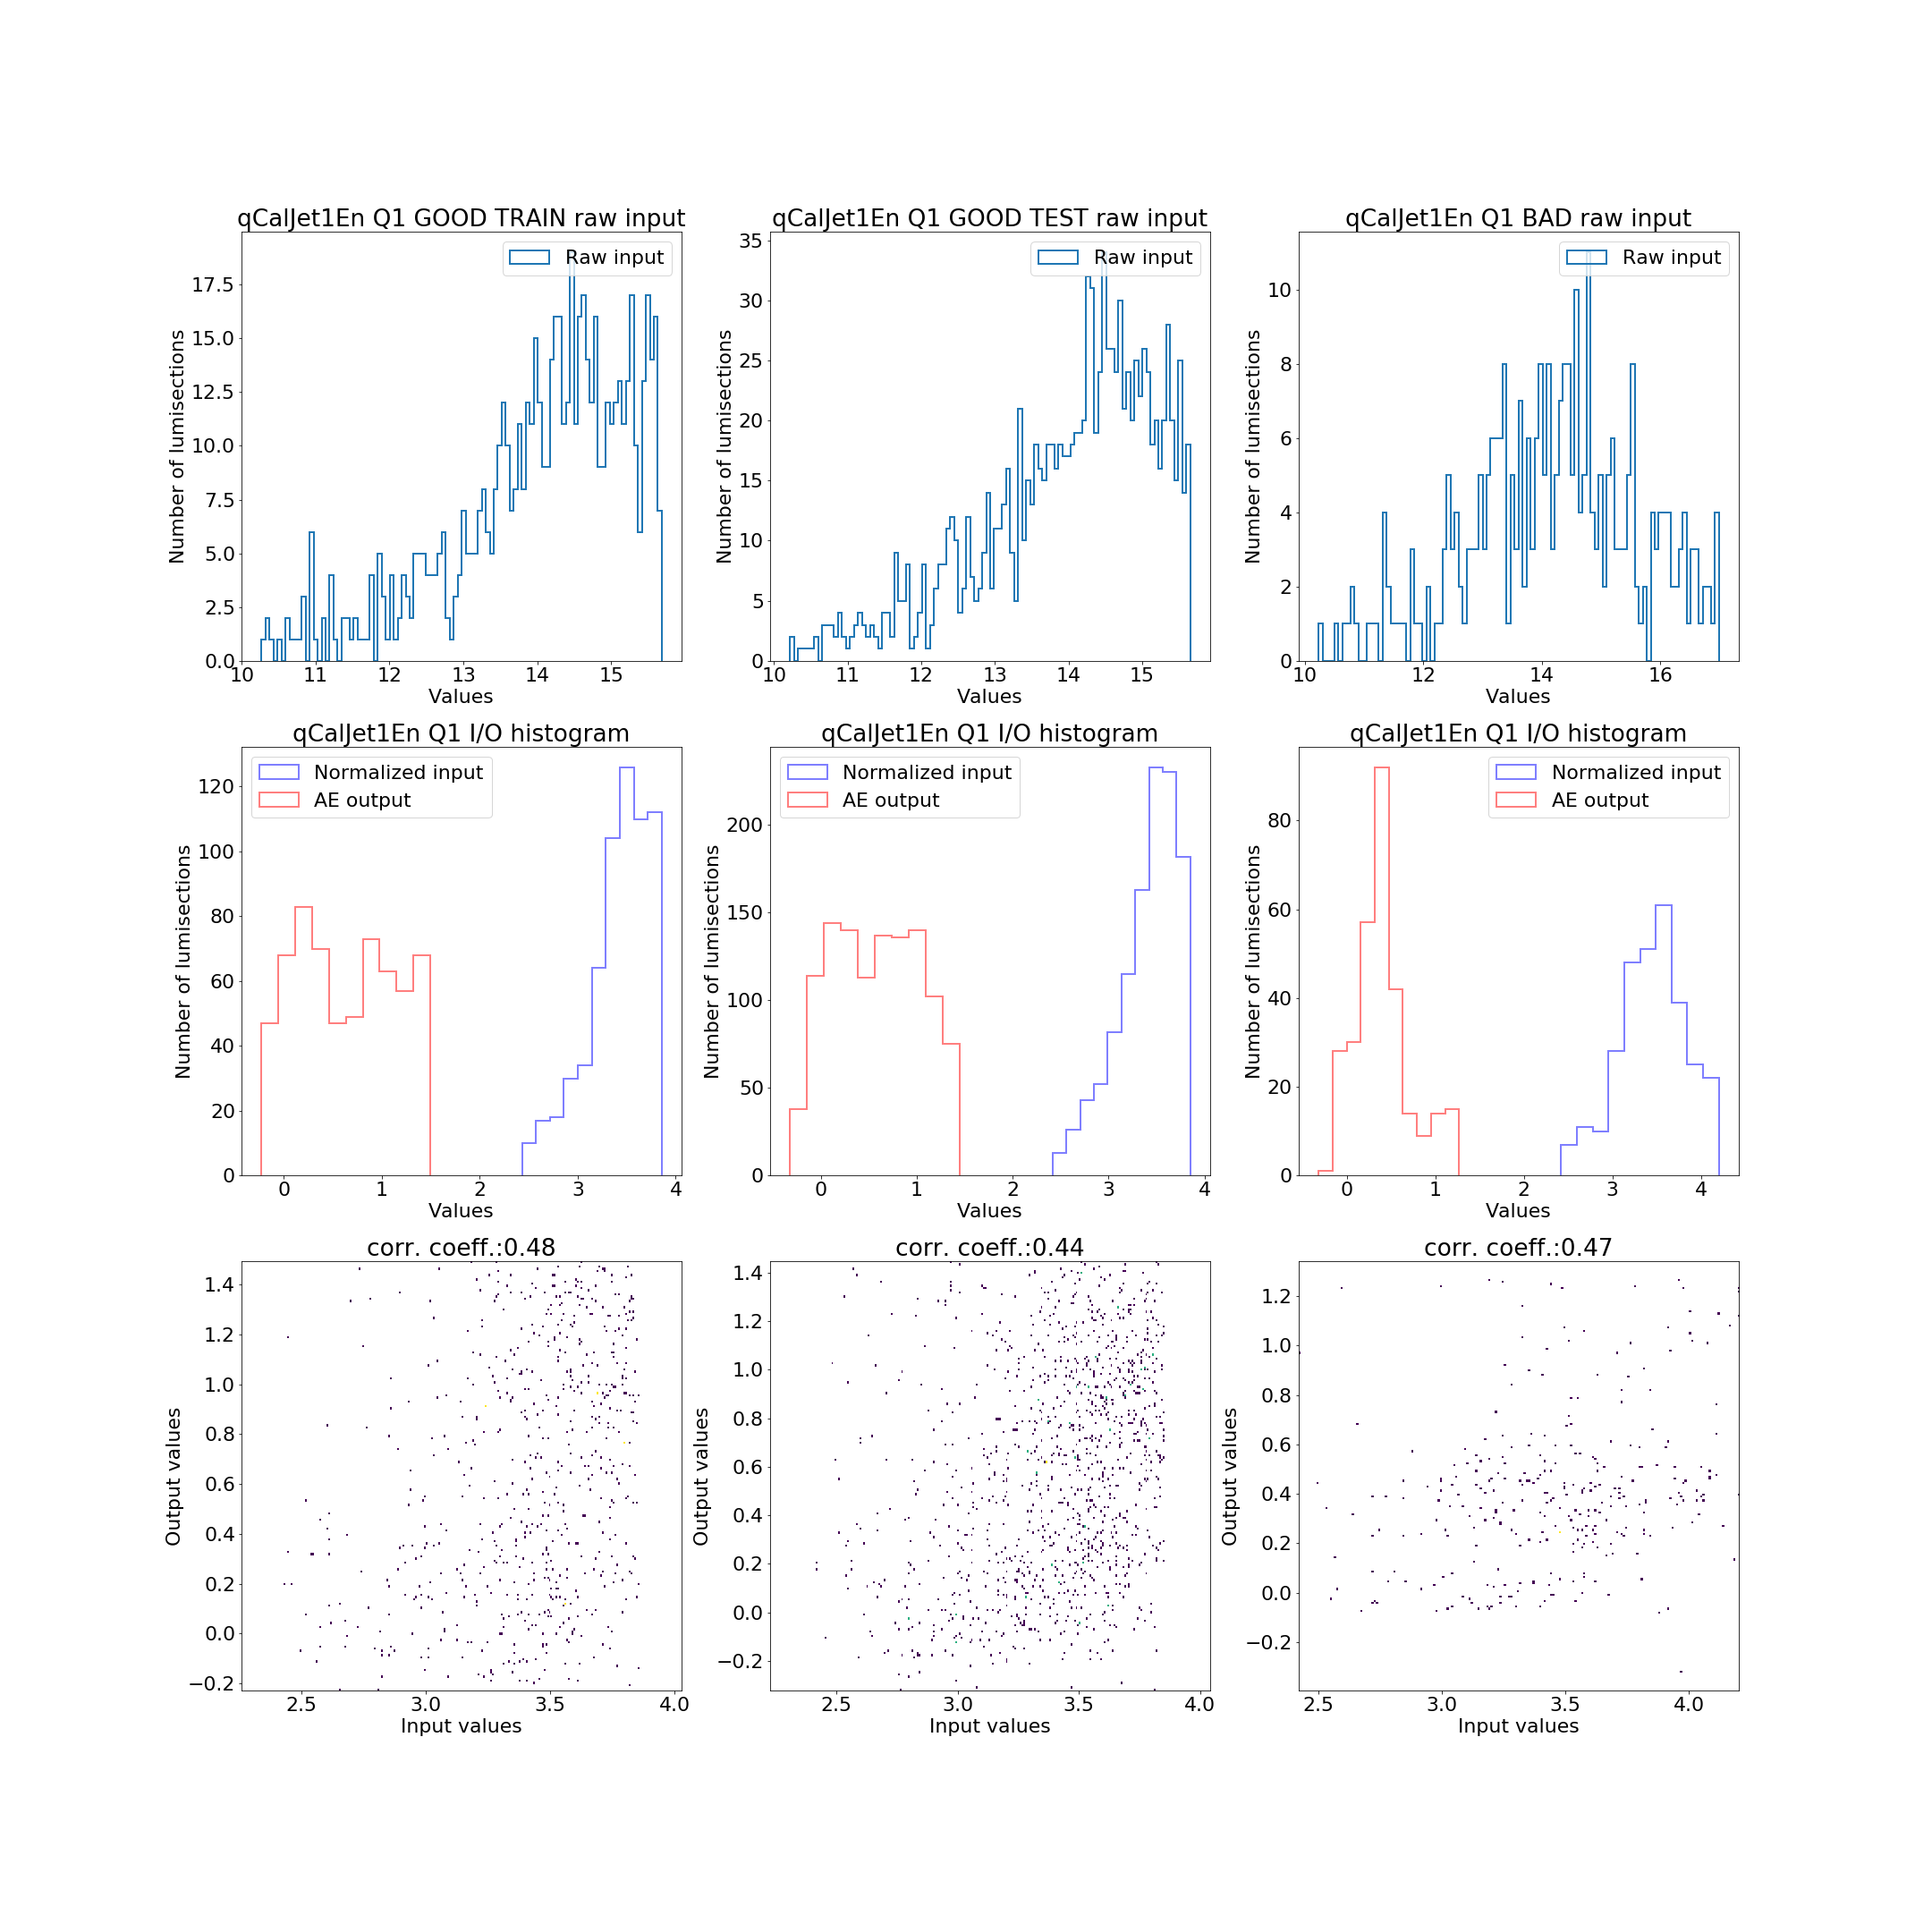 qCalJet1En Q1 GOOD TRAIN raw input
Raw input
Number of lumisections
17.5
15.0
12.5
10.0
7.5
5.0
2.5
0.0
10 11 12 13 14 15
Values
qCalJet1En Q1 GOOD TEST raw input
Raw input
Number of lumisections
35
30
25
20
15
10
5
0
10 11 12 13 14 15
Values
qCalJet1En Q1 BAD raw input
Raw input
Number of lumisections
10
8
6
4
2
0
10 12 14 16
Values
qCalJet1En Q1 I/O histogram
Normalized input
AE output
Number of lumisections
120
100
80
60
40
20
0
0 1 2 3 4
Values
qCalJet1En Q1 I/O histogram
Normalized input
AE output
Number of lumisections
200
150
100
50
0
0 1 2 3 4
Values
qCalJet1En Q1 I/O histogram
Normalized input
AE output
Number of lumisections
80
60
40
20
0
0 1 2 3 4
Values
corr. coeff.:0.48
Output values
1.4
1.2
1.0
0.8
0.6
0.4
0.2
0.0
−0.2
2.5 3.0 3.5 4.0
Input values
corr. coeff.:0.44
Output values
1.4
1.2
1.0
0.8
0.6
0.4
0.2
0.0
−0.2
2.5 3.0 3.5 4.0
Input values
corr. coeff.:0.47
Output values
1.2
1.0
0.8
0.6
0.4
0.2
0.0
−0.2
2.5 3.0 3.5 4.0
Input values